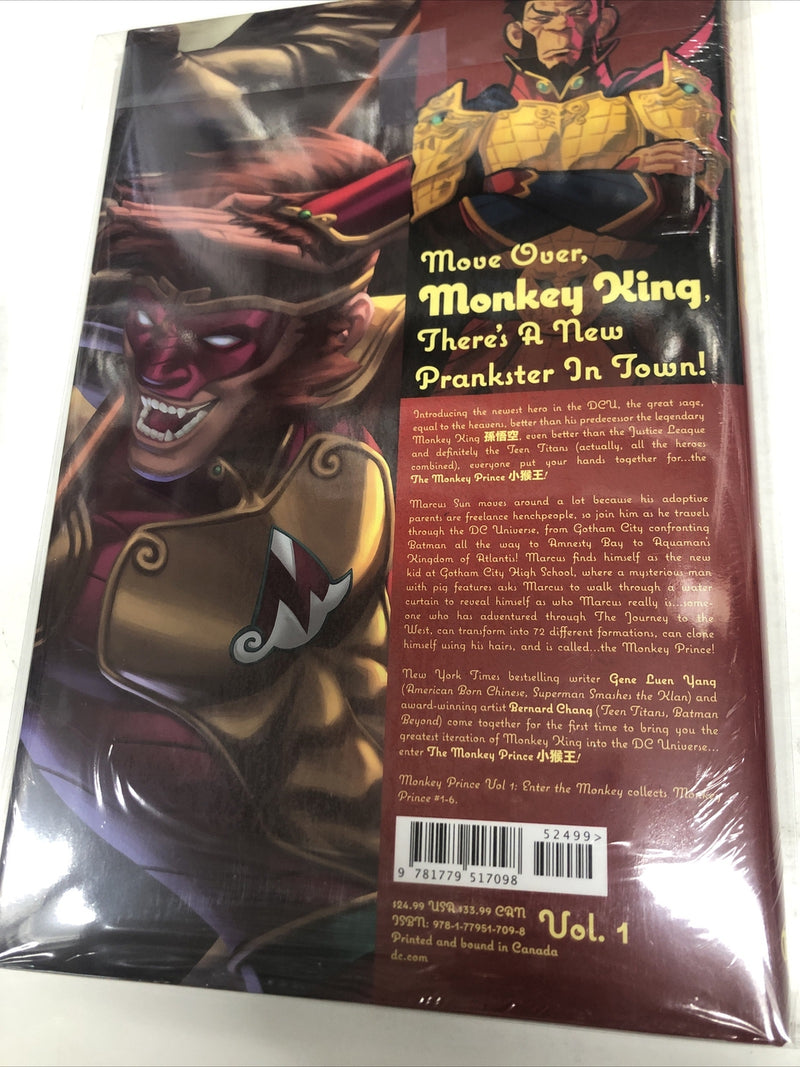 Move Over,
Monkey King,
There's A New
Prankster In Town!
Introducing the newest hero in the DCU, the great sage,
equal to the heavens, better than his predecessor the legendary
Monkey King 孫悟空, even better than the Justice League
and definitely the Teen Titans (actually, all the heroes
combined), everyone put your hands together for...the
The Monkey Prince 小猴王!
Marcus Sun moves around a lot because his adoptive
parents are freelance henchpeople, so join him as he travels
through the DC Universe, from Gotham City confronting
Batman all the way to Amnesty Bay to Aquaman's
Kingdom of Atlantis! Marcus finds himself as the new
kid at Gotham City High School, where a mysterious man
with pig features asks Marcus to walk through a water
curtain to reveal himself as who Marcus really is...some-
one who has adventured through The Journey to the
West, can transform into 72 different formations, can clone
himself using his hairs, and is called...the Monkey Prince!
New York Times bestselling writer Gene Luen Yang
(American Born Chinese, Superman Smashes the Klan) and
award-winning artist Bernard Chang (Teen Titans, Batman
Beyond) come together for the first time to bring you the
greatest iteration of Monkey King into the DC Universe...
enter The Monkey Prince 小猴王!
Monkey Prince Vol 1: Enter the Monkey collects Monkey
Prince #1-6.
52499>
9 781779 517098
$24.99 USA $33.99 CAN
ISBN: 978-1-77951-709-8
Vol. 1
Printed and bound in Canada
dc.com